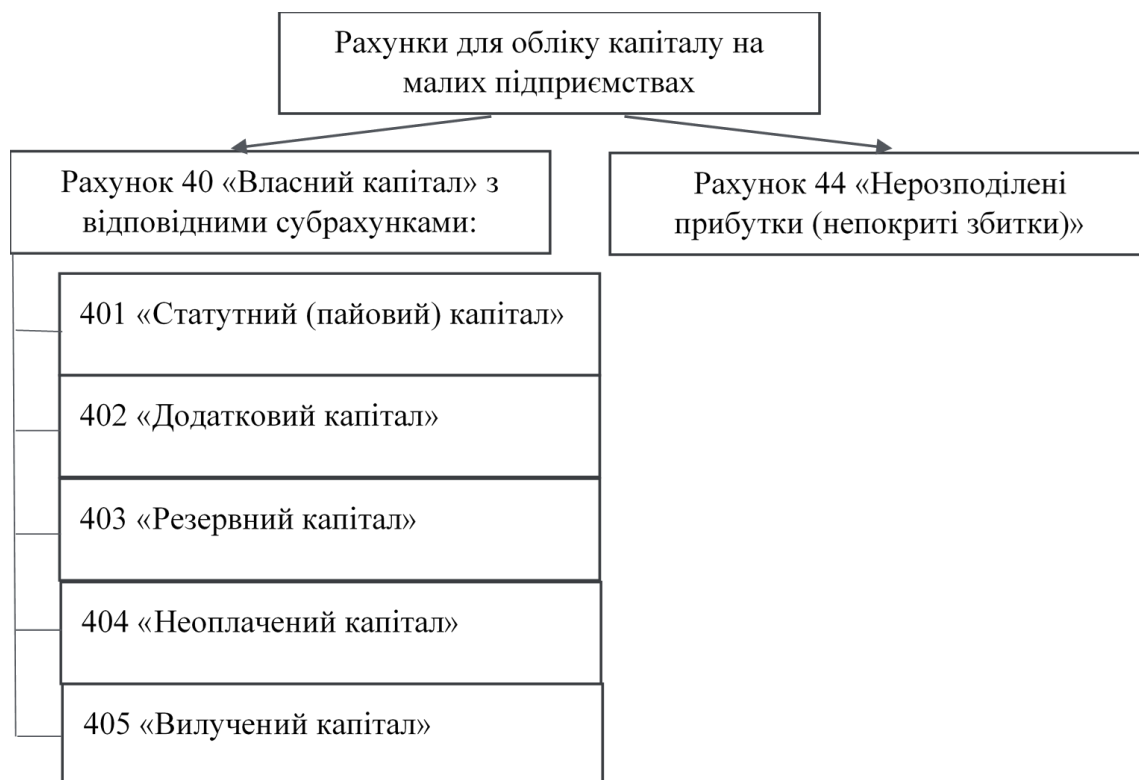 Рахунки для обліку капіталу на
малих підприємствах
Рахунок 40 «Власний капітал» з
відповідними субрахунками:
Рахунок 44 «Нерозподілені
прибутки (непокриті збитки)»
401 «Статутний (пайовий) капітал»
402 «Додатковий капітал»
403 «Резервний капітал»
404 «Неоплачений капітал»
405 «Вилучений капітал»